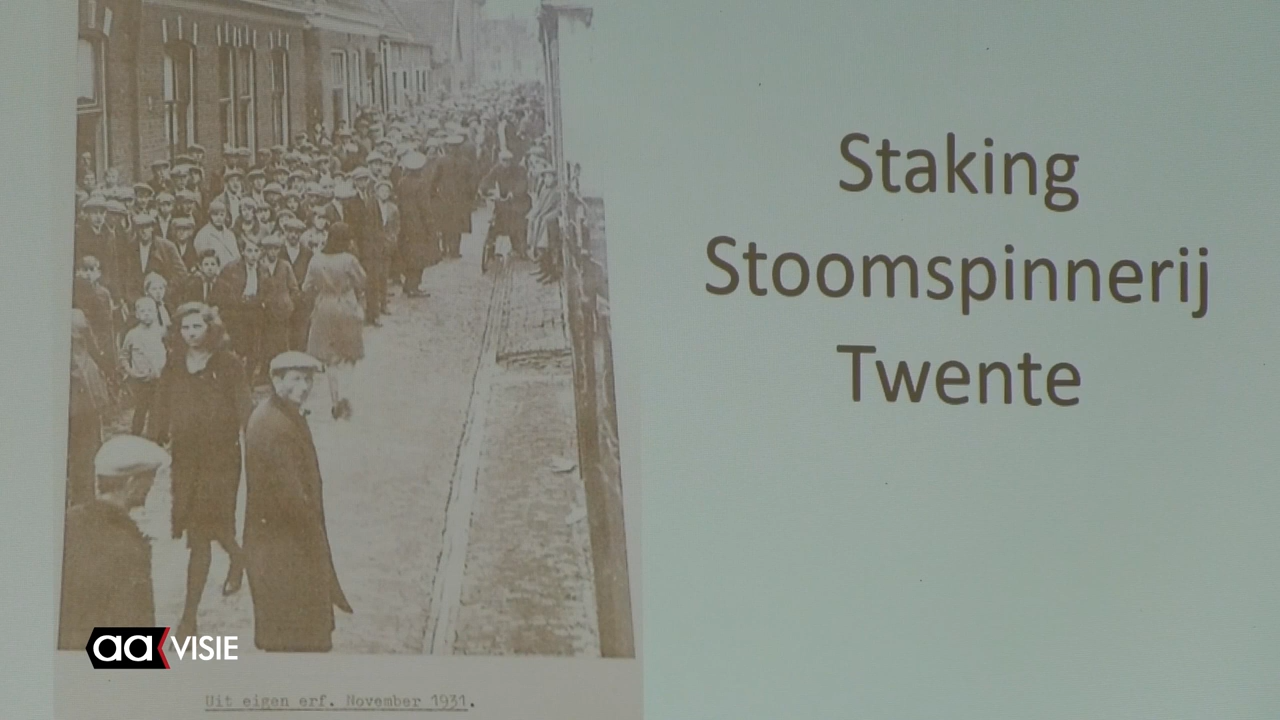 Staking
Stoomspinnerij
Twente
aa VISIE
Uit eigen erf. November 1931.